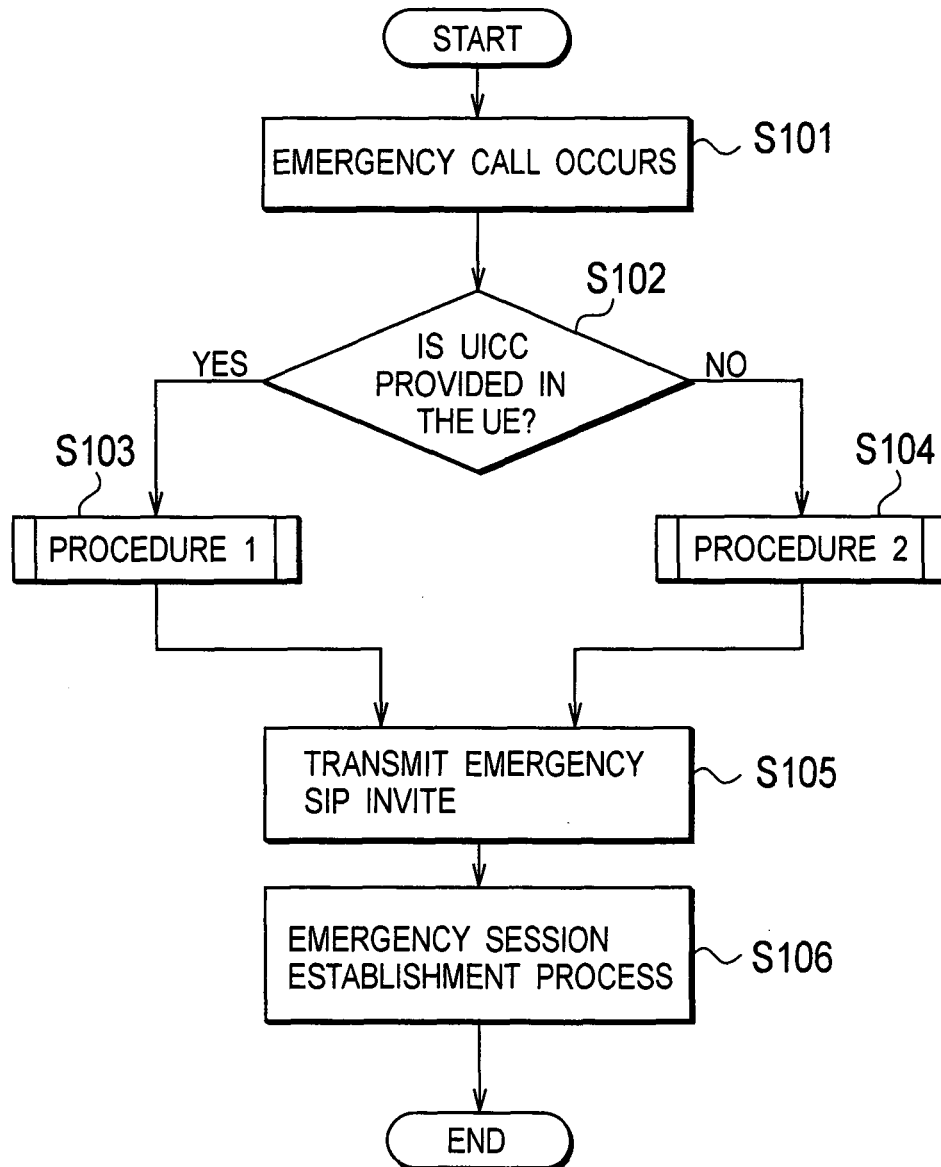 START
EMERGENCY CALL OCCURS
S101
S102
IS UICC
PROVIDED IN
THE UE?
YES
NO
S103
S104
PROCEDURE 1
PROCEDURE 2
TRANSMIT EMERGENCY
SIP INVITE
S105
EMERGENCY SESSION
ESTABLISHMENT PROCESS
S106
END